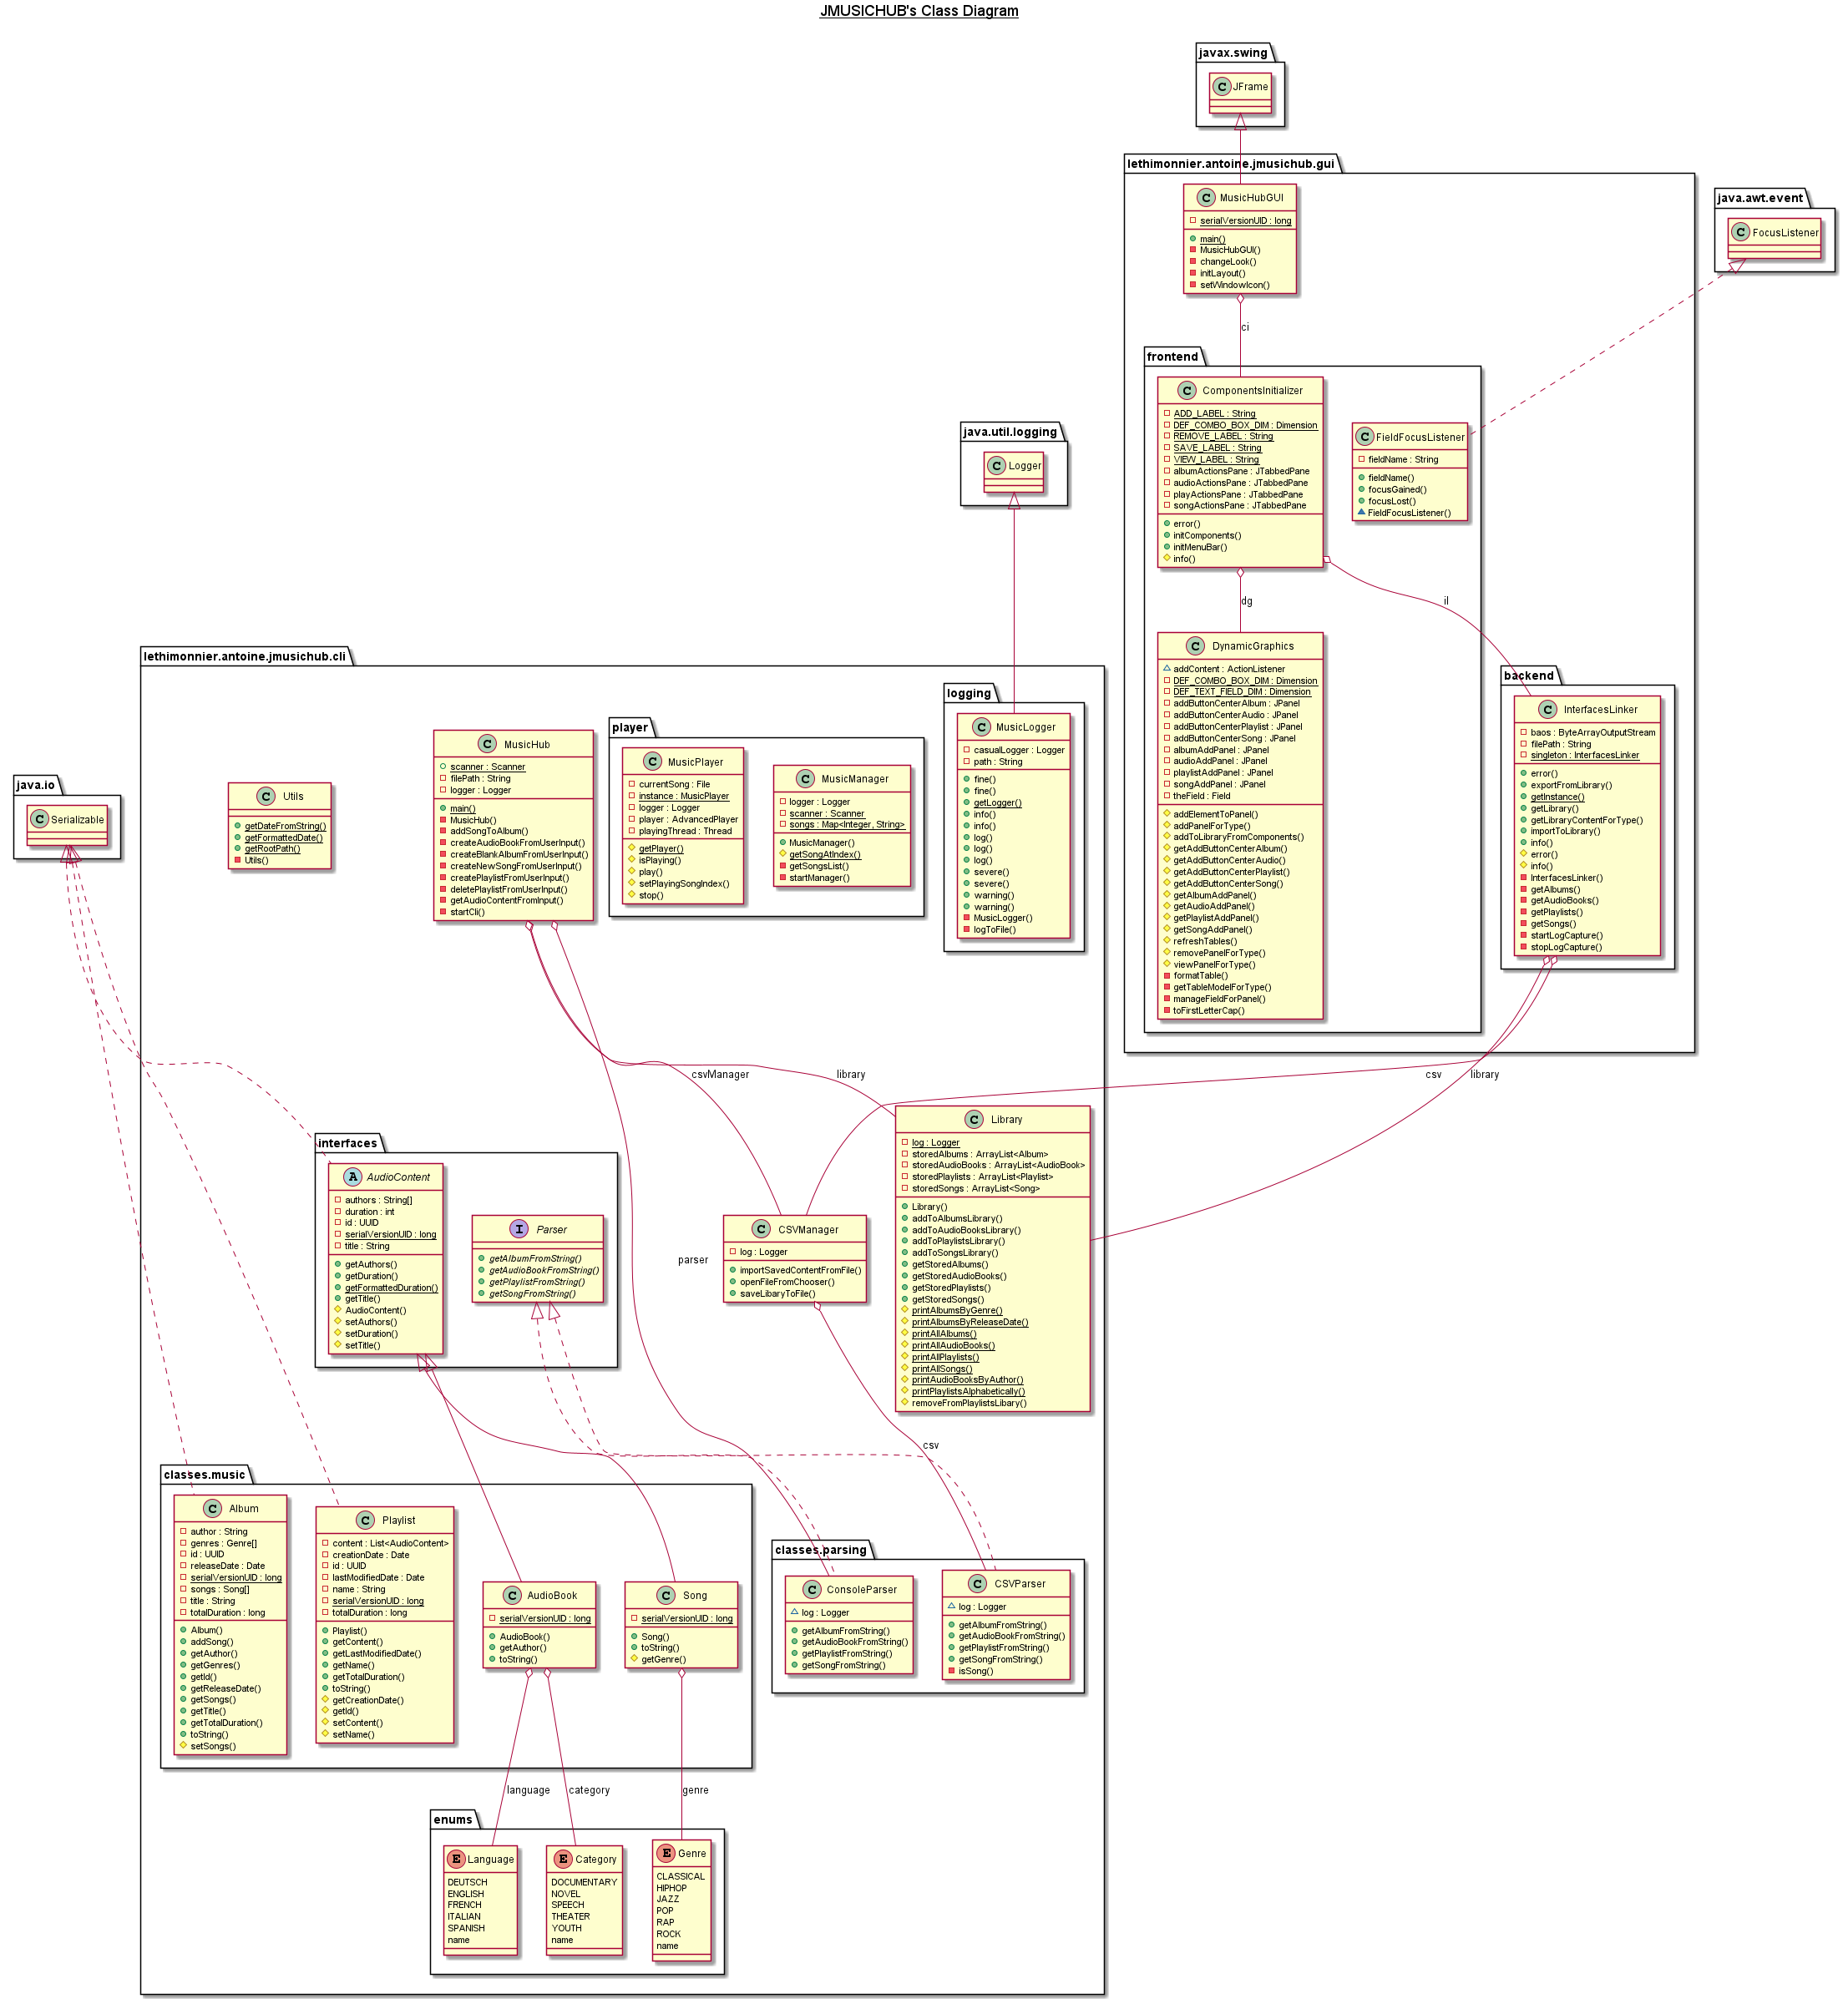 JMUSICHUB's Class Diagram
javax.swing
C JFrame
lethimonnier.antoine.jmusichub.gui
C MusicHubGUI
serialVersionUID : long
main()
MusicHubGUI()
changeLook()
initLayout()
setWindowIcon()
java.awt.event
C FocusListener
ci
frontend
C ComponentsInitializer
ADD_LABEL : String
DEF_COMBO_BOX_DIM : Dimension
REMOVE_LABEL : String
SAVE_LABEL : String
VIEW_LABEL : String
albumActionsPane : JTabbedPane
audioActionsPane : JTabbedPane
playActionsPane : JTabbedPane
songActionsPane : JTabbedPane
error()
initComponents()
initMenuBar()
info()
C FieldFocusListener
fieldName : String
fieldName()
focusGained()
focusLost()
FieldFocusListener()
java.util.logging
C Logger
dg
il
C DynamicGraphics
addContent : ActionListener
DEF_COMBO_BOX_DIM : Dimension
DEF_TEXT_FIELD_DIM : Dimension
addButtonCenterAlbum : JPanel
addButtonCenterAudio : JPanel
addButtonCenterPlaylist : JPanel
addButtonCenterSong : JPanel
albumAddPanel : JPanel
audioAddPanel : JPanel
playlistAddPanel : JPanel
songAddPanel : JPanel
theField : Field
addElementToPanel()
addPanelForType()
addToLibraryFromComponents()
getAddButtonCenterAlbum()
getAddButtonCenterAudio()
getAddButtonCenterPlaylist()
getAddButtonCenterSong()
getAlbumAddPanel()
getAudioAddPanel()
getPlaylistAddPanel()
getSongAddPanel()
refreshTables()
removePanelForType()
viewPanelForType()
formatTable()
getTableModelForType()
manageFieldForPanel()
toFirstLetterCap()
backend
C InterfacesLinker
baos : ByteArrayOutputStream
filePath : String
singleton : InterfacesLinker
error()
exportFromLibrary()
getInstance()
getLibrary()
getLibraryContentForType()
importToLibrary()
info()
error()
info()
InterfacesLinker()
getAlbums()
getAudioBooks()
getPlaylists()
getSongs()
startLogCapture()
stopLogCapture()
lethimonnier.antoine.jmusichub.cli
logging
C MusicLogger
casualLogger : Logger
path : String
fine()
fine()
getLogger()
info()
info()
log()
log()
log()
severe()
severe()
warning()
warning()
MusicLogger()
logToFile()
player
C MusicPlayer
currentSong : File
instance : MusicPlayer
logger : Logger
player : AdvancedPlayer
playingThread : Thread
getPlayer()
isPlaying()
play()
setPlayingSongIndex()
stop()
C MusicManager
logger : Logger
scanner : Scanner
songs : Map<Integer, String>
MusicManager()
getSongAtIndex()
getSongsList()
startManager()
C MusicHub
scanner : Scanner
filePath : String
logger : Logger
main()
MusicHub()
addSongToAlbum()
createAudioBookFromUserInput()
createBlankAlbumFromUserInput()
createNewSongFromUserInput()
createPlaylistFromUserInput()
deletePlaylistFromUserInput()
getAudioContentFromInput()
startCli()
C Utils
getDateFromString()
getFormattedDate()
getRootPath()
Utils()
java.io
C Serializable
csvManager
library
csv
library
C Library
log : Logger
storedAlbums : ArrayList<Album>
storedAudioBooks : ArrayList<AudioBook>
storedPlaylists : ArrayList<Playlist>
storedSongs : ArrayList<Song>
Library()
addToAlbumsLibrary()
addToAudioBooksLibrary()
addToPlaylistsLibrary()
addToSongsLibrary()
getStoredAlbums()
getStoredAudioBooks()
getStoredPlaylists()
getStoredSongs()
printAlbumsByGenre()
printAlbumsByReleaseDate()
printAllAlbums()
printAllAudioBooks()
printAllPlaylists()
printAllSongs()
printAudioBooksByAuthor()
printPlaylistsAlphabetically()
removeFromPlaylistsLibary()
interfaces
A AudioContent
authors : String[]
duration : int
id : UUID
serialVersionUID : long
title : String
getAuthors()
getDuration()
getFormattedDuration()
getTitle()
AudioContent()
setAuthors()
setDuration()
setTitle()
I Parser
getAlbumFromString()
getAudioBookFromString()
getPlaylistFromString()
getSongFromString()
parser
C CSVManager
log : Logger
importSavedContentFromFile()
openFileFromChooser()
saveLibaryToFile()
csv
classes.music
C Album
author : String
genres : Genre[]
id : UUID
releaseDate : Date
serialVersionUID : long
songs : Song[]
title : String
totalDuration : long
Album()
addSong()
getAuthor()
getGenres()
getId()
getReleaseDate()
getSongs()
getTitle()
getTotalDuration()
toString()
setSongs()
C Playlist
content : List<AudioContent>
creationDate : Date
id : UUID
lastModifiedDate : Date
name : String
serialVersionUID : long
totalDuration : long
Playlist()
getContent()
getLastModifiedDate()
getName()
getTotalDuration()
toString()
getCreationDate()
getId()
setContent()
setName()
C AudioBook
serialVersionUID : long
AudioBook()
getAuthor()
toString()
C Song
serialVersionUID : long
Song()
toString()
getGenre()
classes.parsing
C ConsoleParser
log : Logger
getAlbumFromString()
getAudioBookFromString()
getPlaylistFromString()
getSongFromString()
C CSVParser
log : Logger
getAlbumFromString()
getAudioBookFromString()
getPlaylistFromString()
getSongFromString()
isSong()
language
category
genre
enums
E Language
DEUTSCH
ENGLISH
FRENCH
ITALIAN
SPANISH
name
E Category
DOCUMENTARY
NOVEL
SPEECH
THEATER
YOUTH
name
E Genre
CLASSICAL
HIPHOP
JAZZ
POP
RAP
ROCK
name